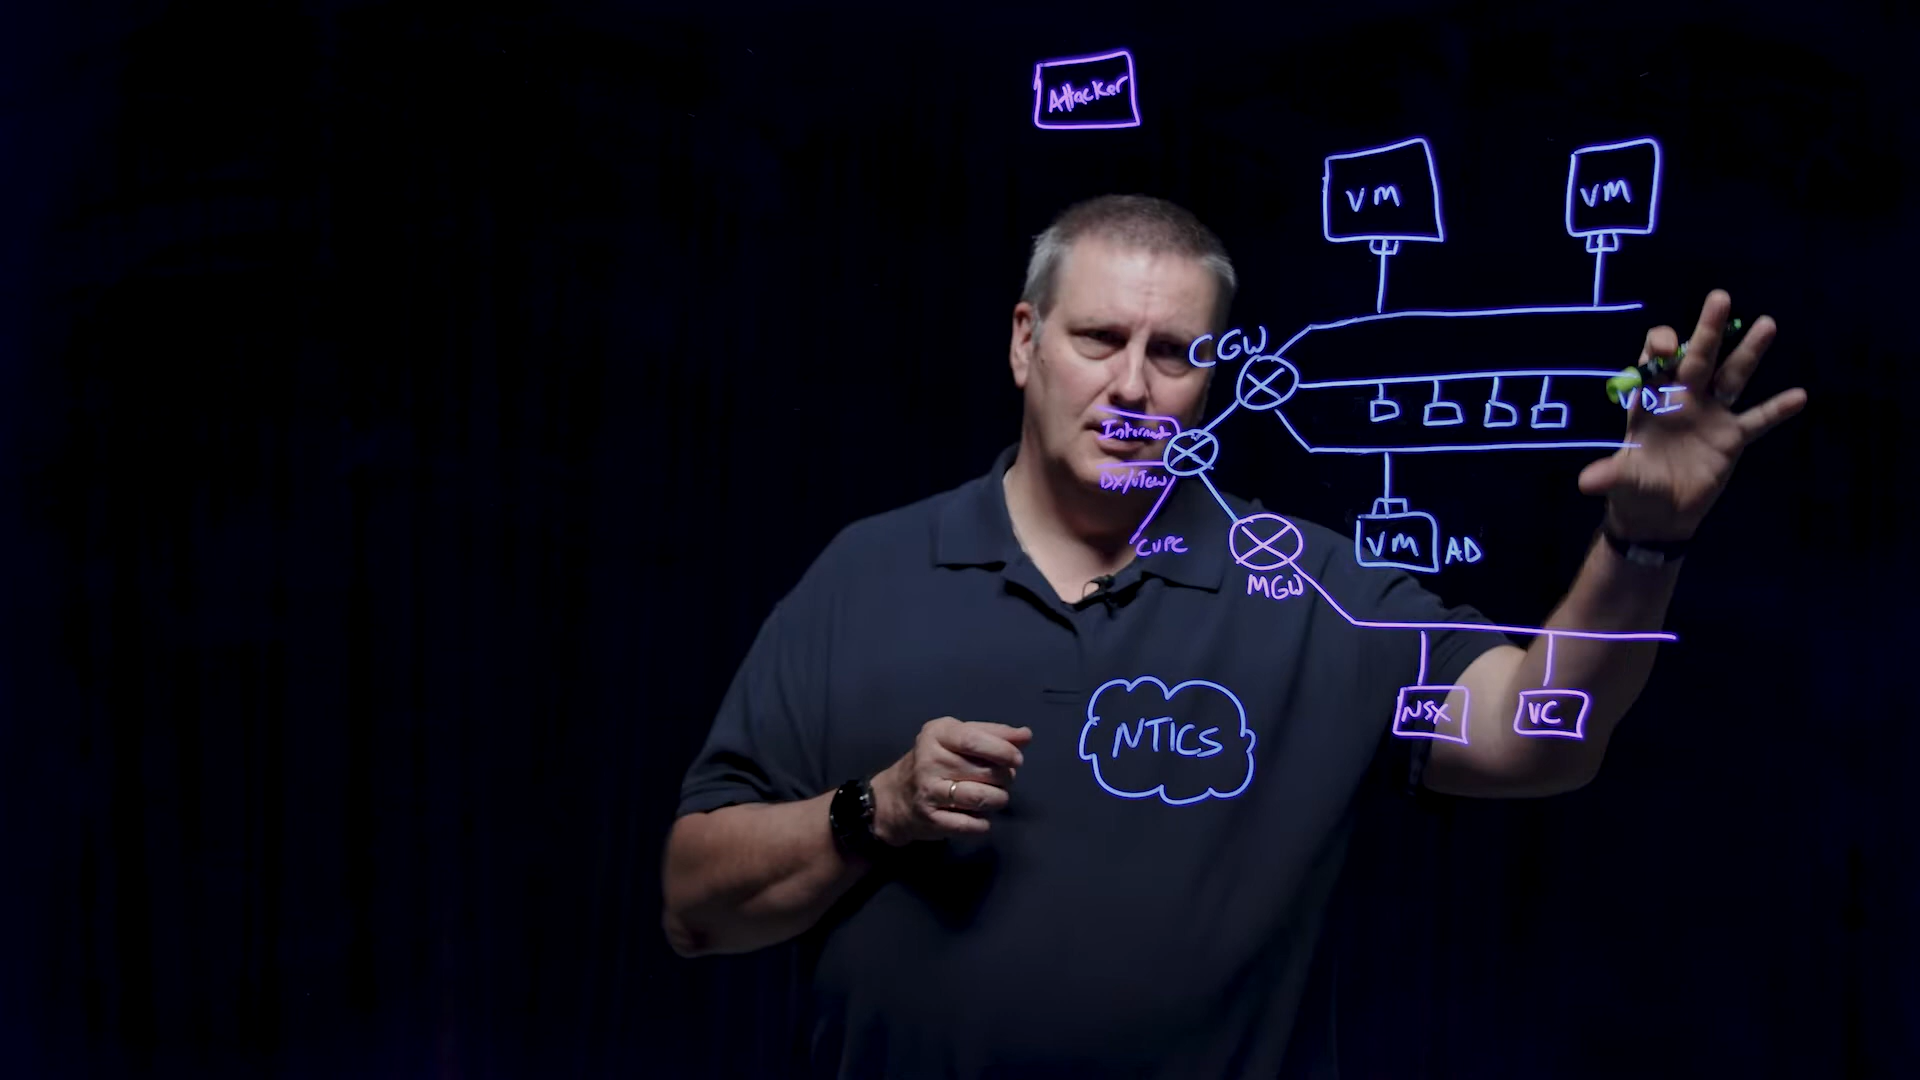 Attacker
VM
VM
CGW
VDI
Internet
DX/VTGW
CVPC
VM
AD
MGW
NSX
VC
NTICS